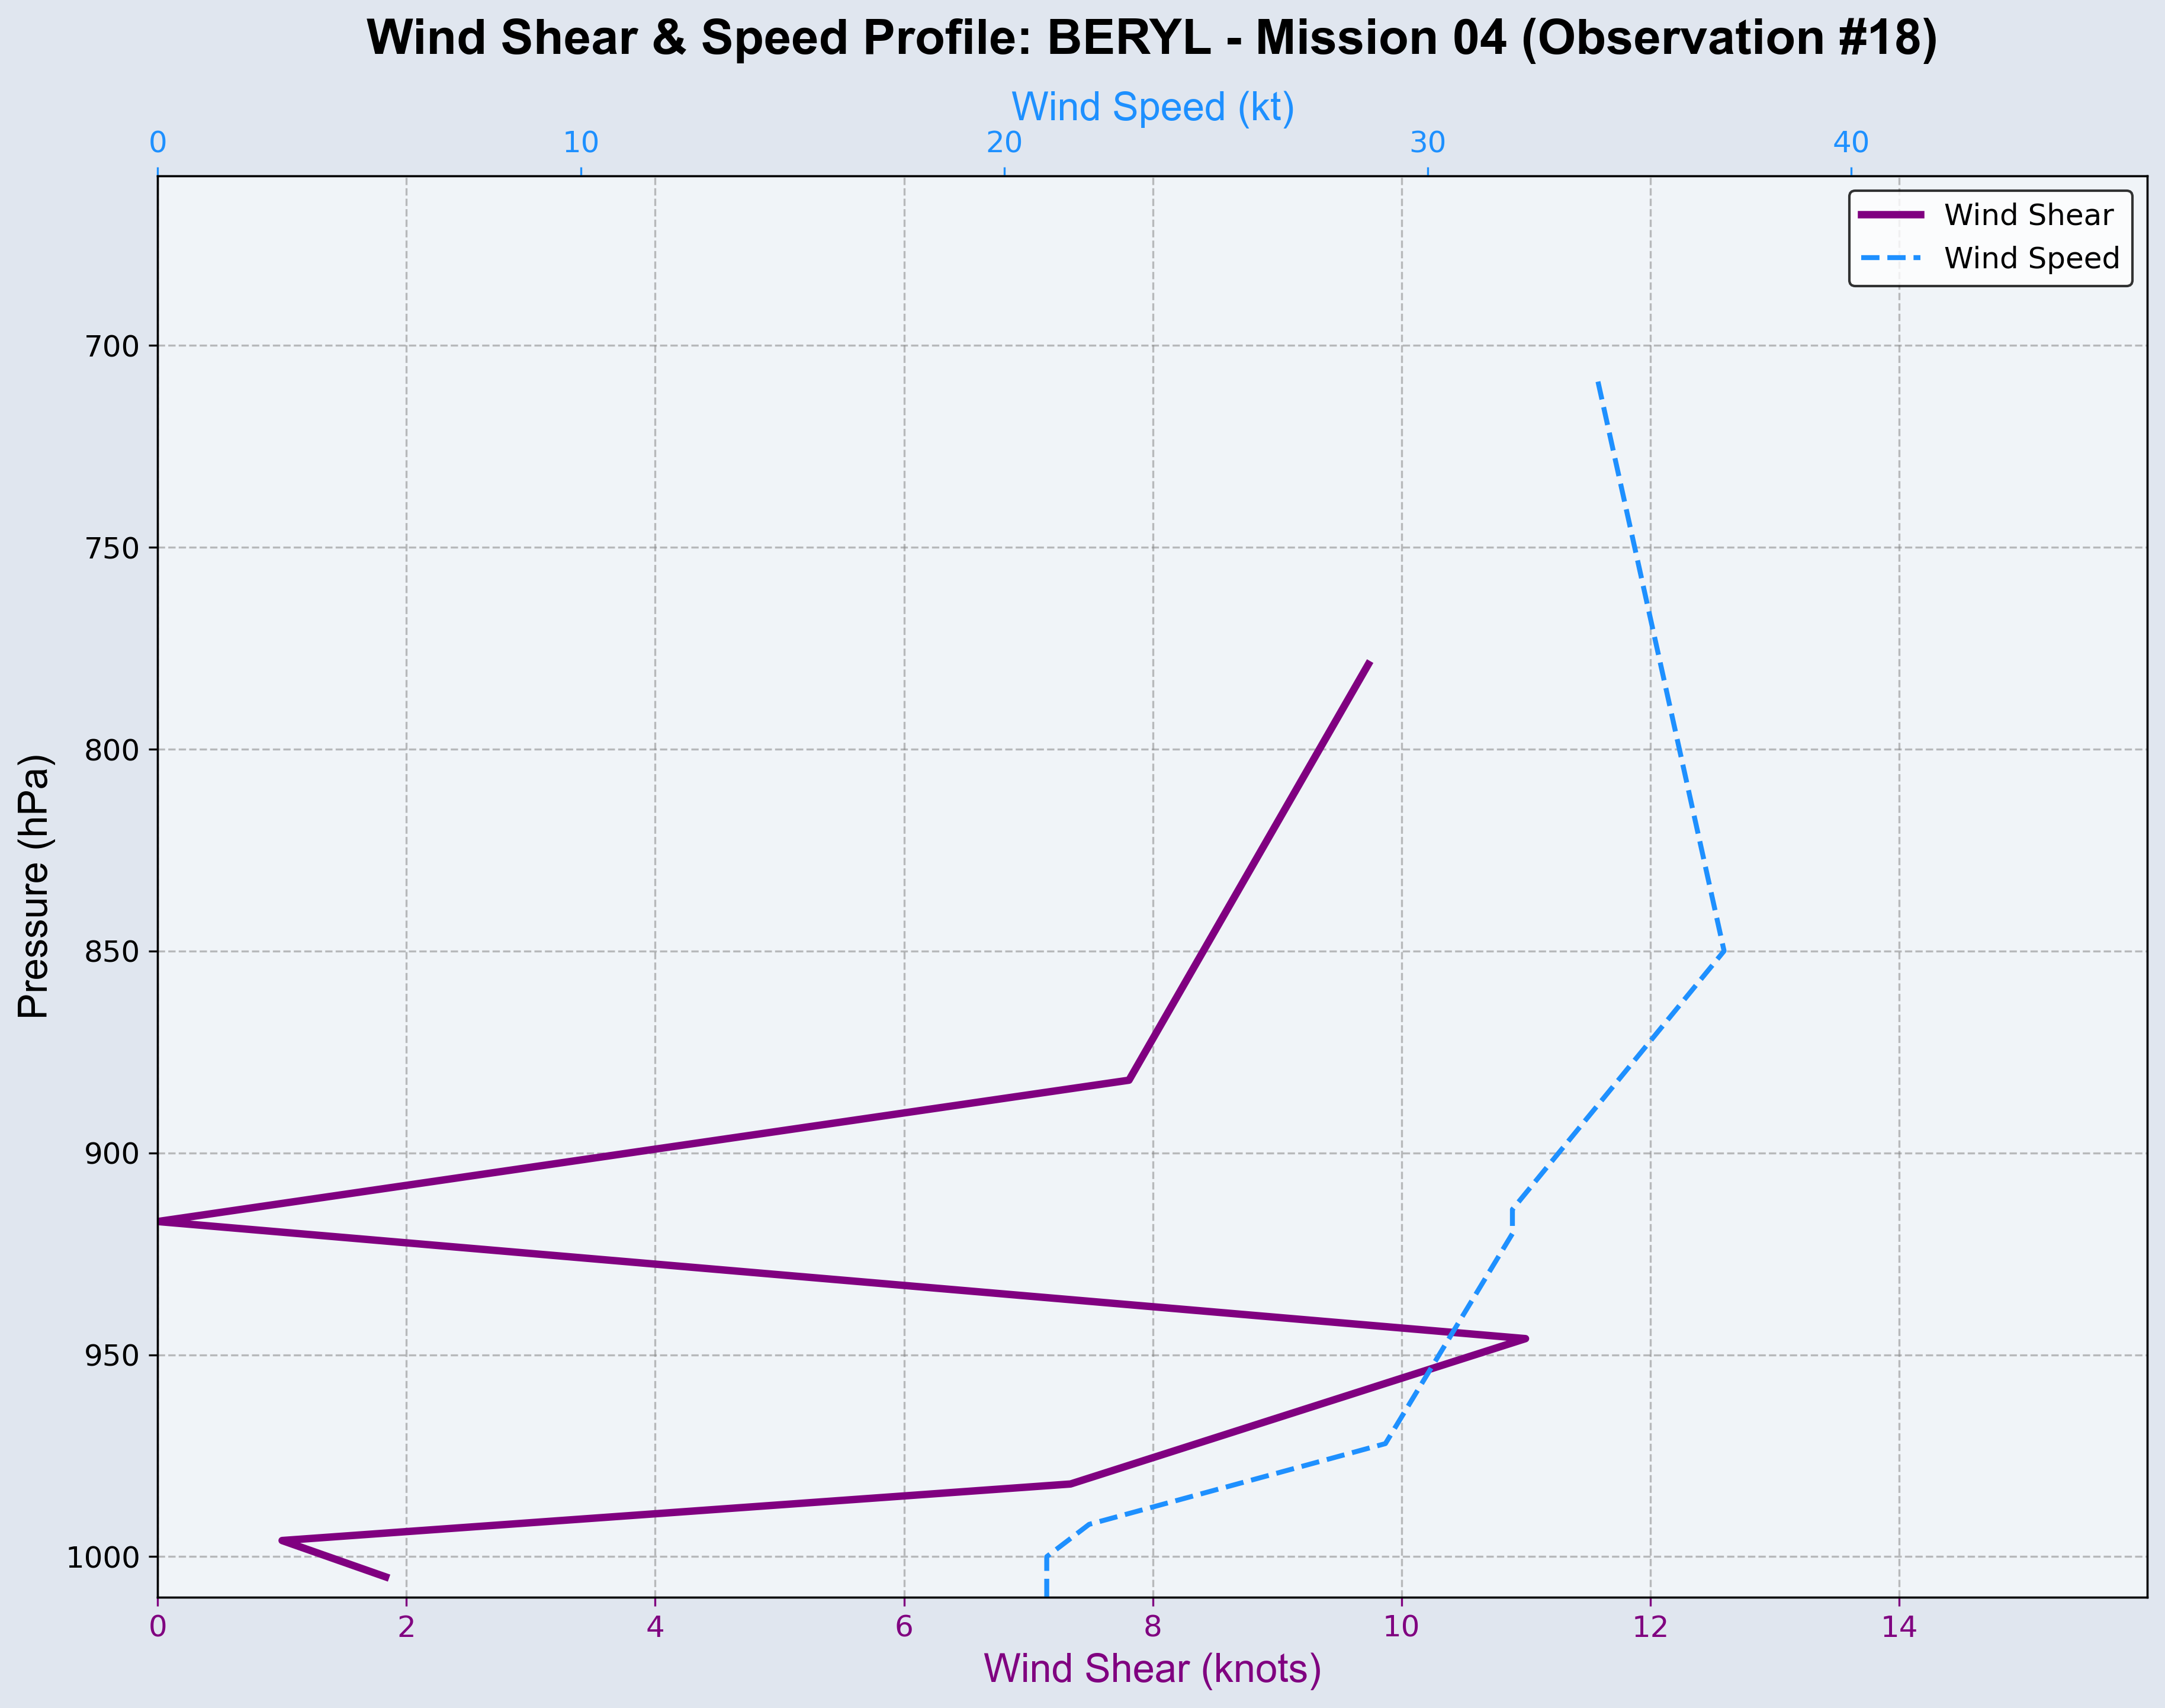 Wind Shear & Speed Profile: BERYL - Mission 04 (Observation #18)
Wind Speed (kt)
0 10 20 30 40
Wind Shear
Wind Speed
700
750
800
850
900
950
1000
Pressure (hPa)
0 2 4 6 8 10 12 14
Wind Shear (knots)